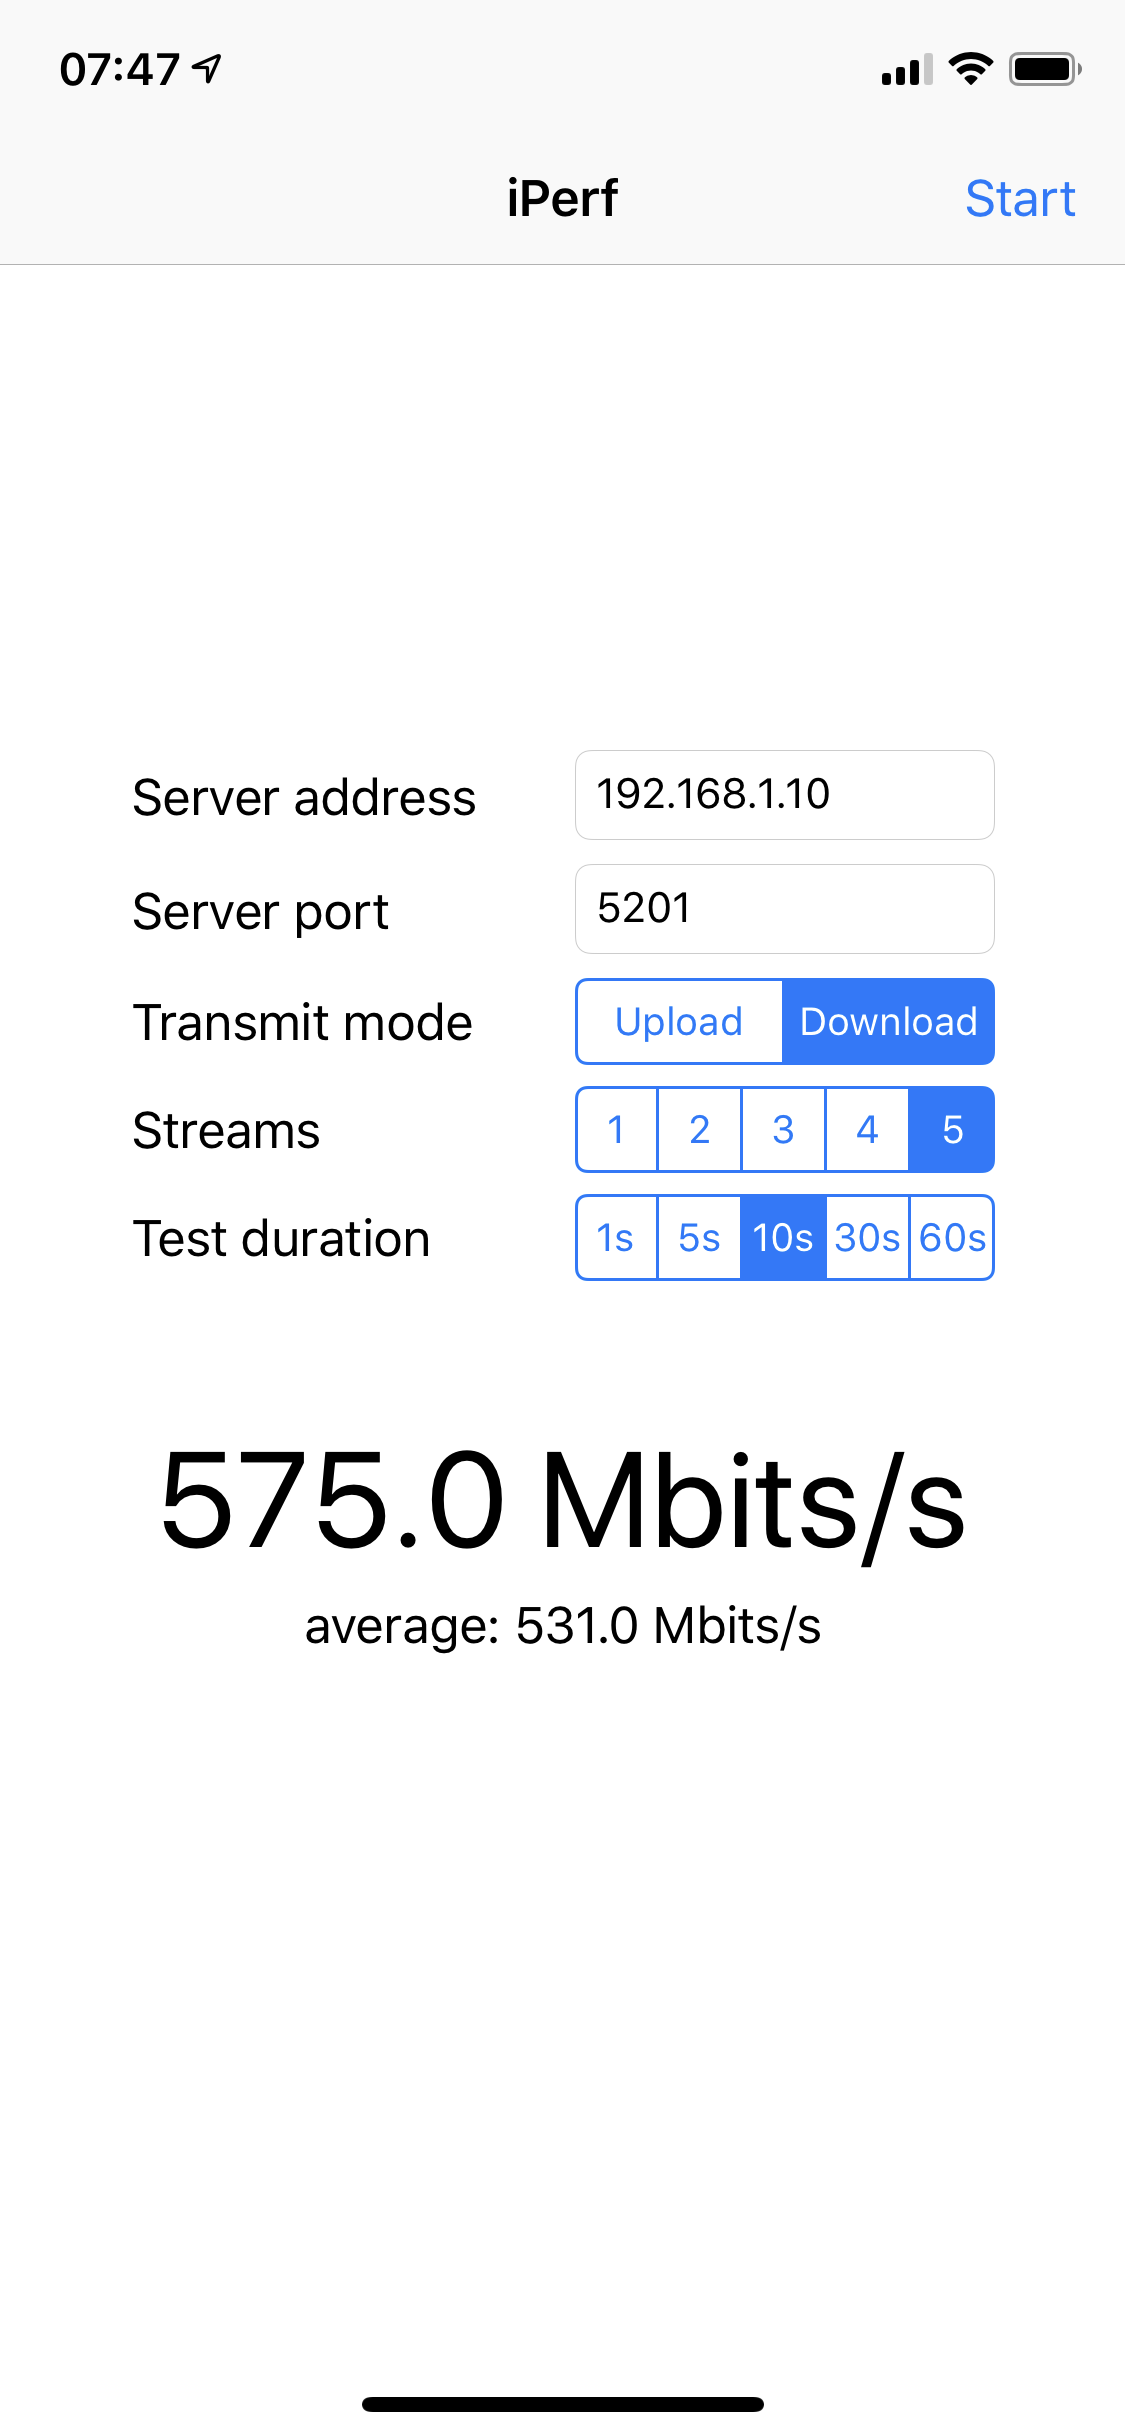 07:47
iPerf Start
Server address 192.168.1.10
Server port 5201
Transmit mode Upload Download
Streams 1 2 3 4 5
Test duration 1s 5s 10s 30s 60s
575.0 Mbits/s
average: 531.0 Mbits/s